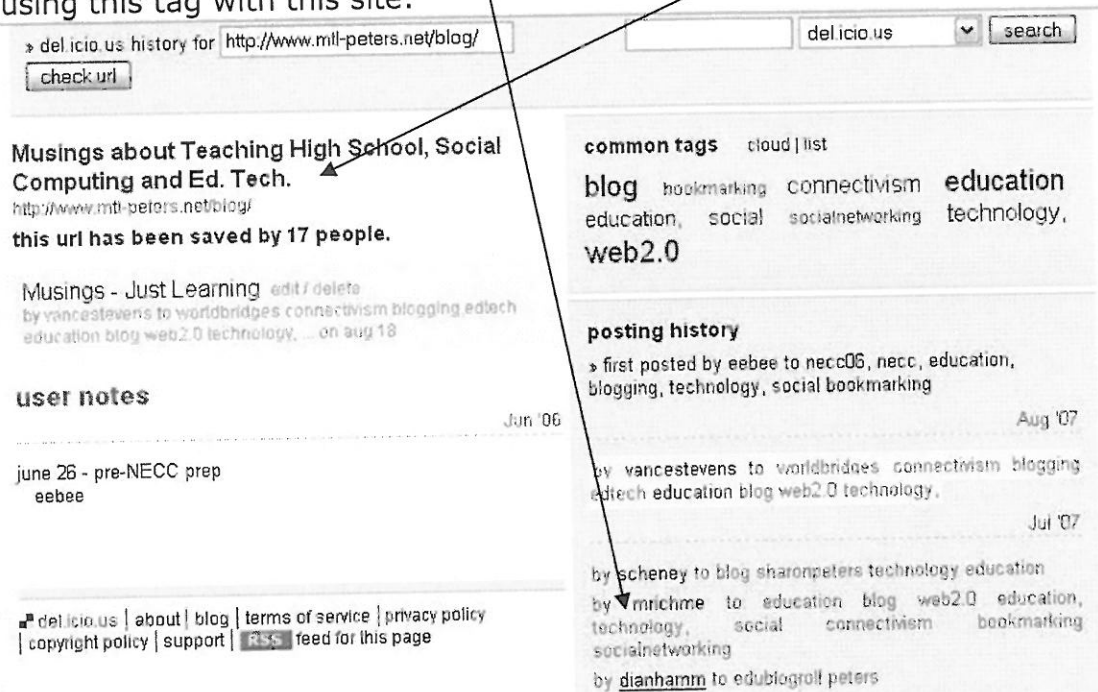 using this tag with this site.
» del.icio.us history for http://www.mtl-peters.net/blog/
del.icio.us search
check url
Musings about Teaching High School, Social
Computing and Ed. Tech.
http://www.mtl-peters.net/blog/
this url has been saved by 17 people.
Musings - Just Learning edit / delete
by vancestevens to worldbridges connectivism blogging edtech
education blog web2.0 technology, ... on aug 18
user notes
Jun '06
june 26 - pre-NECC prep
eebee
del.icio.us | about | blog | terms of service | privacy policy
| copyright policy | support | RSS feed for this page
common tags cloud | list
blog bookmarking connectivism education
education, social socialnetworking technology,
web2.0
posting history
» first posted by eebee to necc06, necc, education,
blogging, technology, social bookmarking
Aug '07
by vancestevens to worldbridges connectivism blogging
edtech education blog web2.0 technology,
Jul '07
by scheney to blog sharonpeters technology education
by mrichme to education blog web2.0 education,
technology, social connectivism bookmarking
socialnetworking
by dianhamm to edublogroll peters